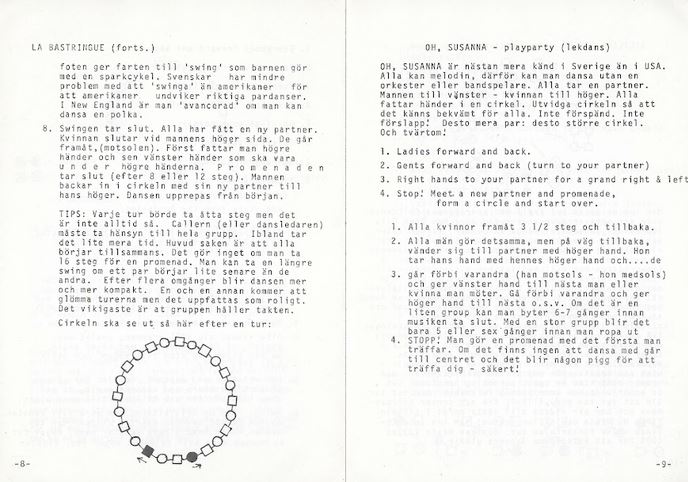 LA BASTRINGUE (forts.)
foten ger farten till 'swing' som barnen gör
med en sparkcykel. Svenskar har mindre
problem med att 'swinga' än amerikaner för
att amerikaner undviker riktiga pardanser.
I New England är man 'avancerad' om man kan
dansa en polka.
8. Swingen tar slut. Alla har fått en ny partner.
Kvinnan slutar vid mannens höger sida. De går
framåt,(motsolen). Först fattar man högre
händer och sen vänster händer som ska vara
under högre händerna. Promenaden
tar slut (efter 8 eller 12 steg). Mannen
backar in i cirkeln med sin ny partner till
hans höger. Dansen upprepas från början.
TIPS: Varje tur börde ta åtta steg men det
är inte alltid så. Callern (eller dansledaren)
måste ta hänsyn till hela grupp. Ibland tar
det lite mera tid. Huvud saken är att alla
börjar tillsammans. Det gör inget om man ta
16 steg för en promenad. Man kan ta en längre
swing om ett par börjar lite senare än de
andra. Efter flera omgånger blir dansen mer
och mer kompakt. En och en annan kommer att
glömma turerna men det uppfattas som roligt.
Det vikigaste är at gruppen håller takten.
Cirkeln ska se ut så här efter en tur:
-8-
OH, SUSANNA - playparty (lekdans)
OH, SUSANNA är nästan mera känd i Sverige än i USA.
Alla kan melodin, därför kan man dansa utan en
orkester eller bandspelare. Alla tar en partner.
Mannen till vänster - kvinnan till höger. Alla
fattar händer i en cirkel. Utvidga cirkeln så att
det känns bekvämt för alla. Inte förspänd. Inte
förslapp! Desto mera par: desto större cirkel.
Och tvärtom!
1. Ladies forward and back.
2. Gents forward and back (turn to your partner)
3. Right hands to your partner for a grand right & left
4. Stop! Meet a new partner and promenade,
form a circle and start over.
1. Alla kvinnor framåt 3 1/2 steg och tillbaka.
2. Alla män gör detsamma, men på väg tillbaka,
vänder sig till partner med höger hand. Hon
tar hans hand med hennes höger hand och....de
3. går förbi varandra (han motsols - hon medsols)
och ger vänster hand till nästa man eller
kvinna man möter. Gå förbi varandra och ger
höger hand till nästa o.s.v. Om det är en
liten group kan man byter 6-7 gånger innan
musiken ta slut. Med en stor grupp blir det
bara 5 eller sex gånger innan man ropa ut
4. STOPP! Man gör en promenad med det första man
träffar. Om det finns ingen att dansa med går
till centret och det blir någon pigg för att
träffa dig - säkert!
-9-